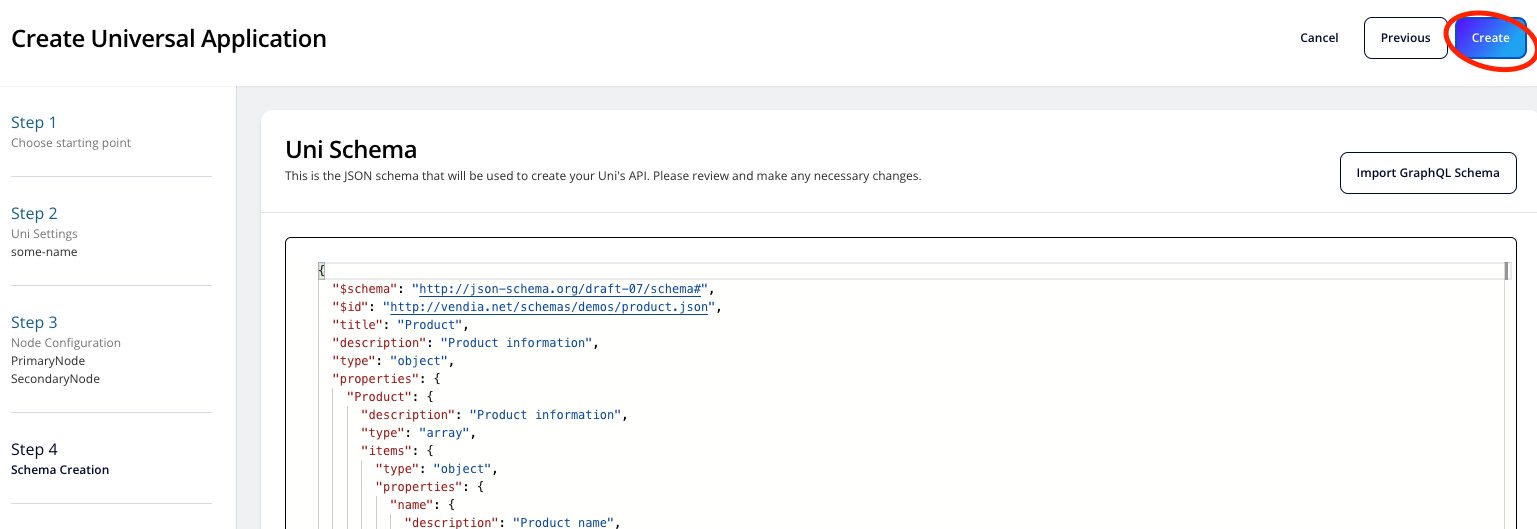 Create Universal Application
Cancel
Previous
Create
Step 1
Choose starting point
Step 2
Uni Settings
some-name
Step 3
Node Configuration
PrimaryNode
SecondaryNode
Step 4
Schema Creation
Uni Schema
This is the JSON schema that will be used to create your Uni's API. Please review and make any necessary changes.
Import GraphQL Schema
{
  "$schema": "http://json-schema.org/draft-07/schema#",
  "$id": "http://vendia.net/schemas/demos/product.json",
  "title": "Product",
  "description": "Product information",
  "type": "object",
  "properties": {
    "Product": {
      "description": "Product information",
      "type": "array",
      "items": {
        "type": "object",
        "properties": {
          "name": {
            "description": "Product name",